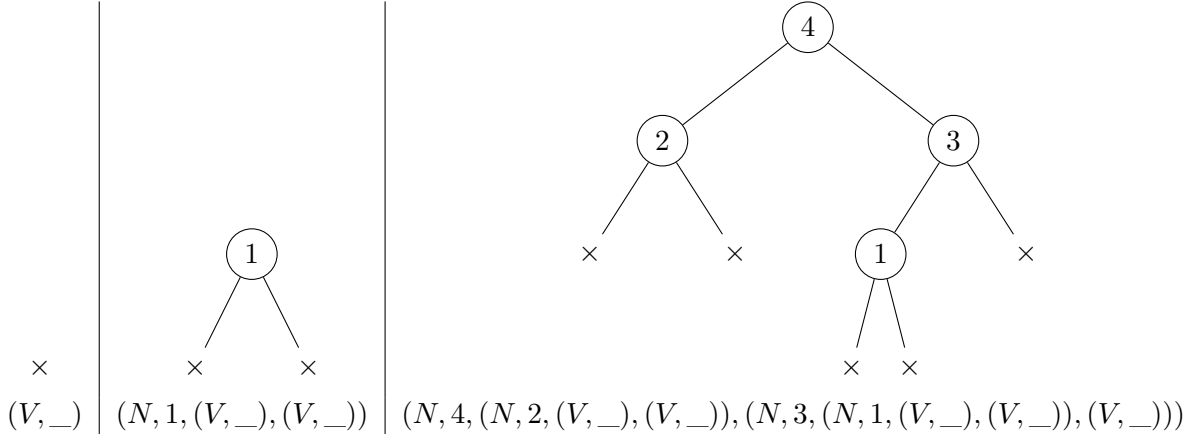 4
2 3
1 × × 1 ×
× × × × ×
(V, _) (N, 1, (V, _), (V, _)) (N, 4, (N, 2, (V, _), (V, _)), (N, 3, (N, 1, (V, _), (V, _)), (V, _)))